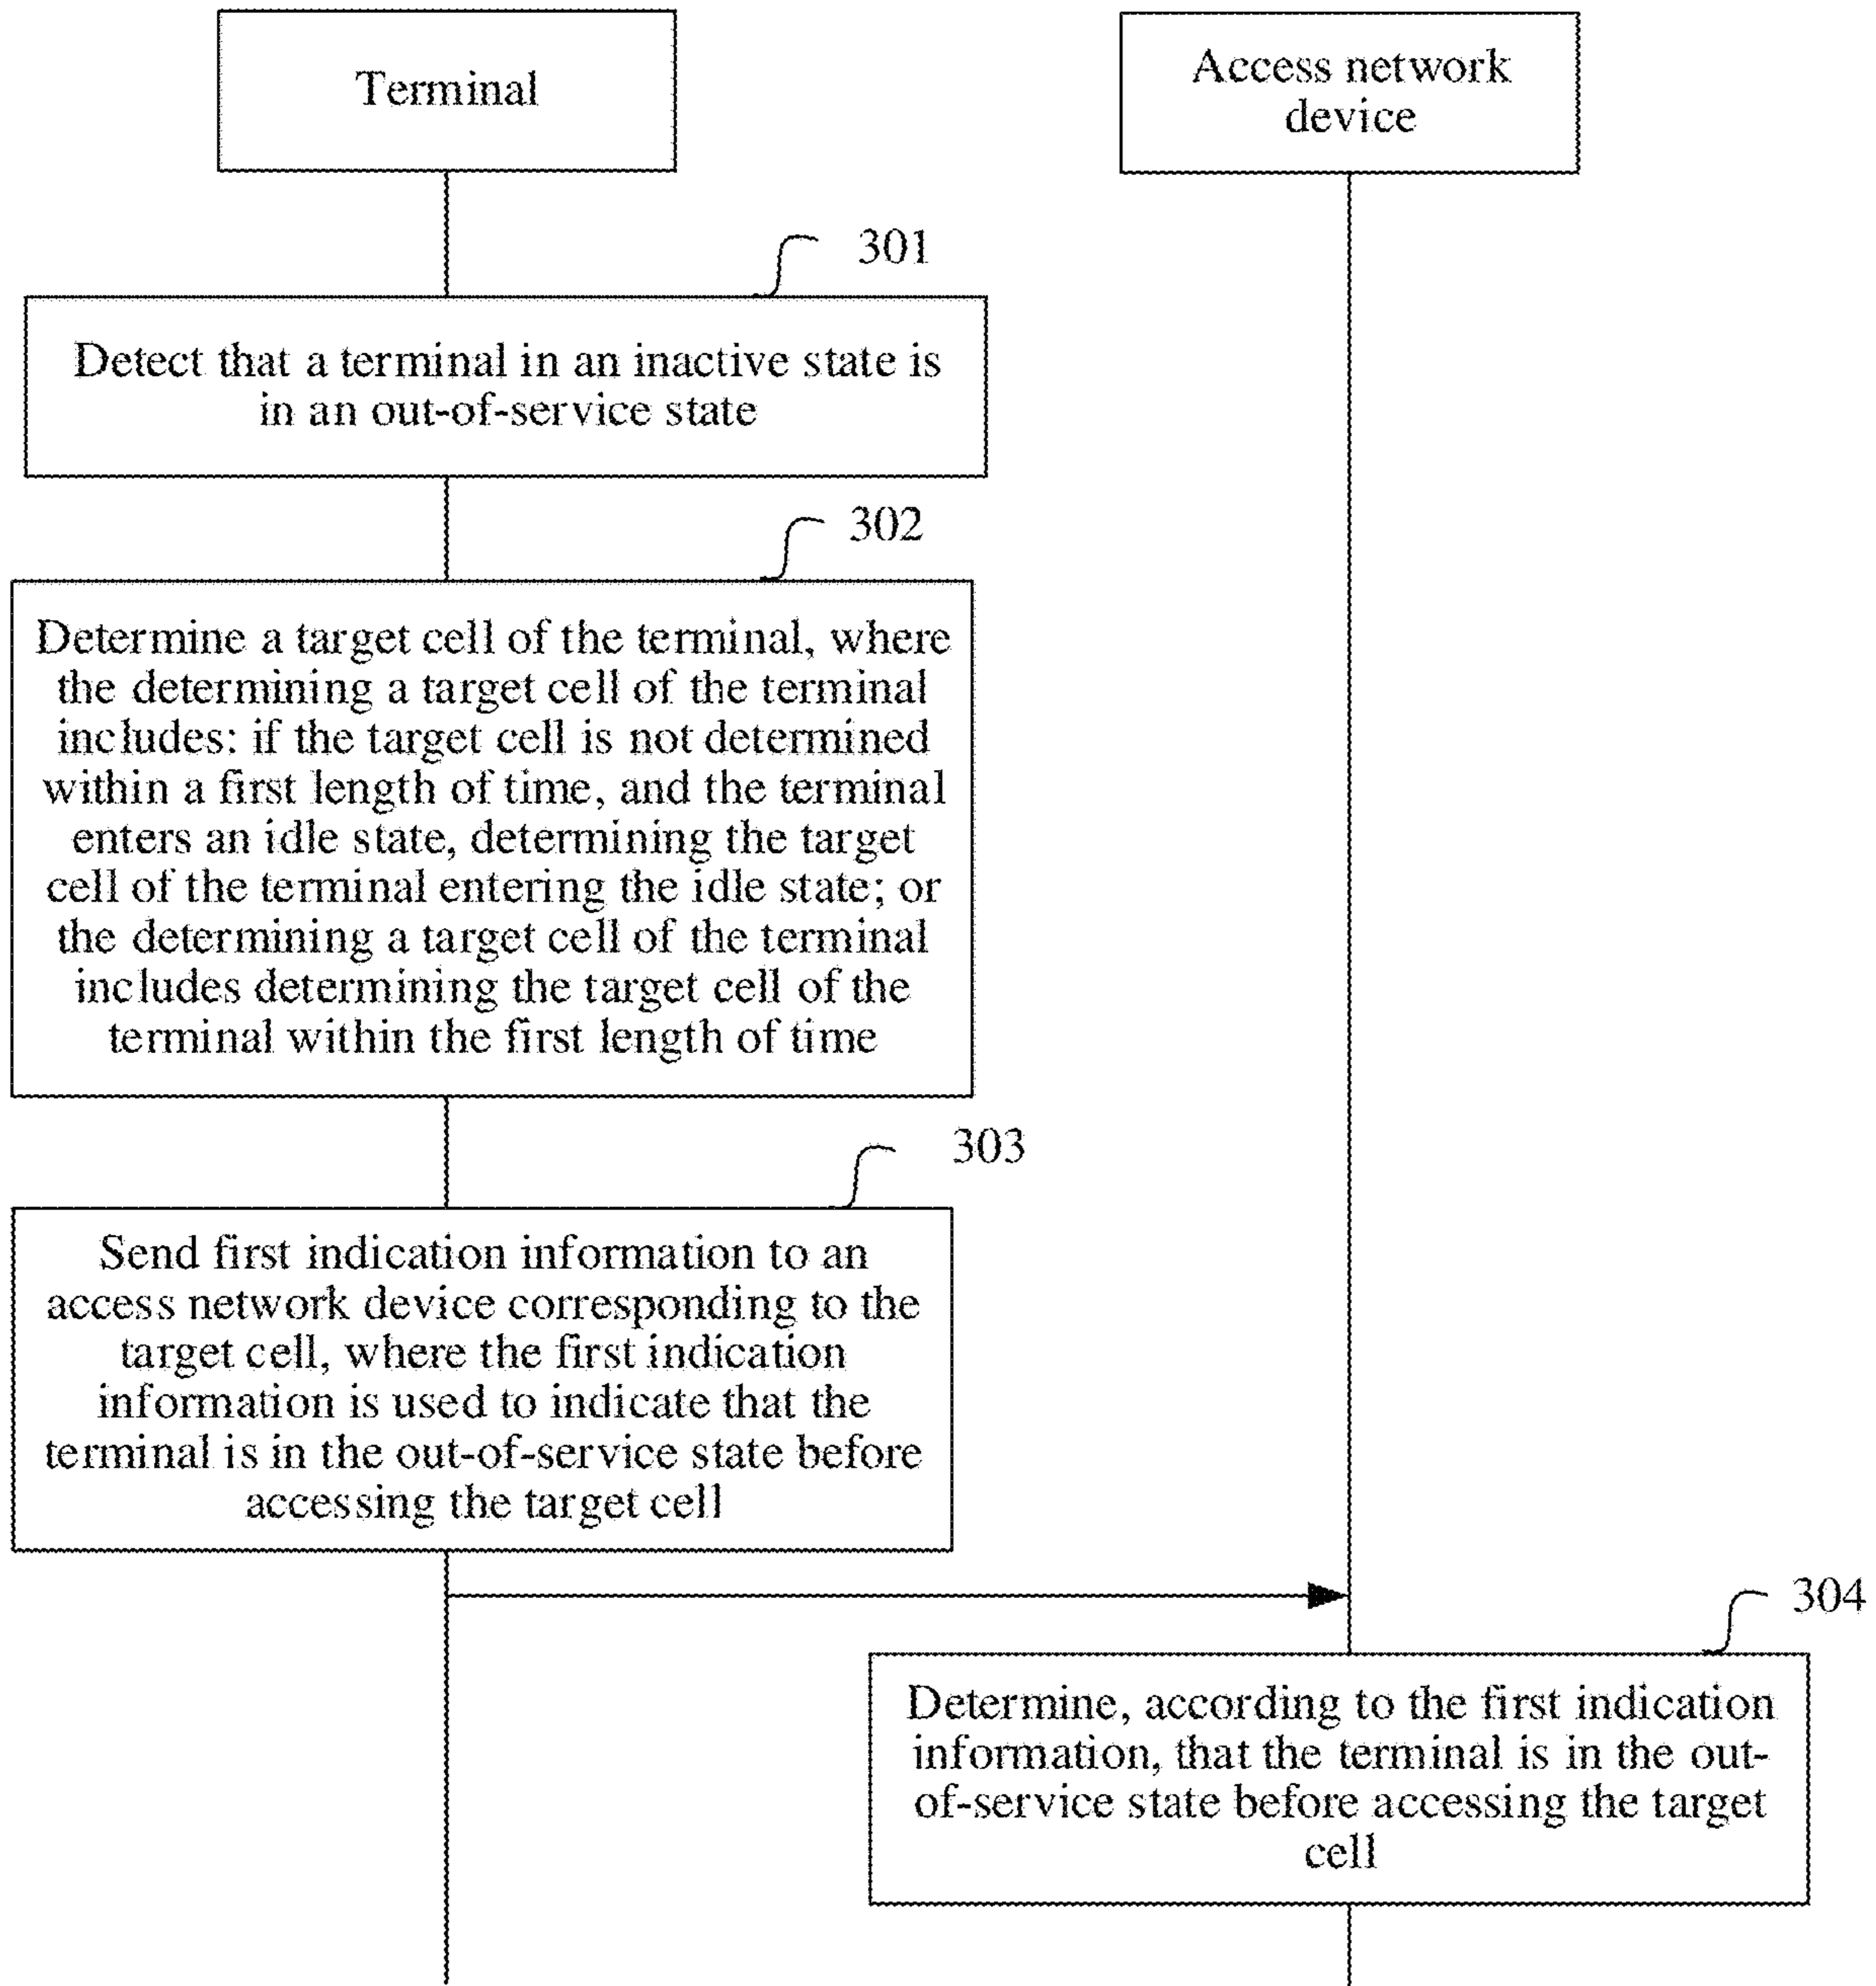 Terminal
Access network
device
301
Detect that a terminal in an inactive state is
in an out-of-service state
302
Determine a target cell of the terminal, where
the determining a target cell of the terminal
includes: if the target cell is not determined
within a first length of time, and the terminal
enters an idle state, determining the target
cell of the terminal entering the idle state; or
the determining a target cell of the terminal
includes determining the target cell of the
terminal within the first length of time
303
Send first indication information to an
access network device corresponding to the
target cell, where the first indication
information is used to indicate that the
terminal is in the out-of-service state before
accessing the target cell
304
Determine, according to the first indication
information, that the terminal is in the out-
of-service state before accessing the target
cell